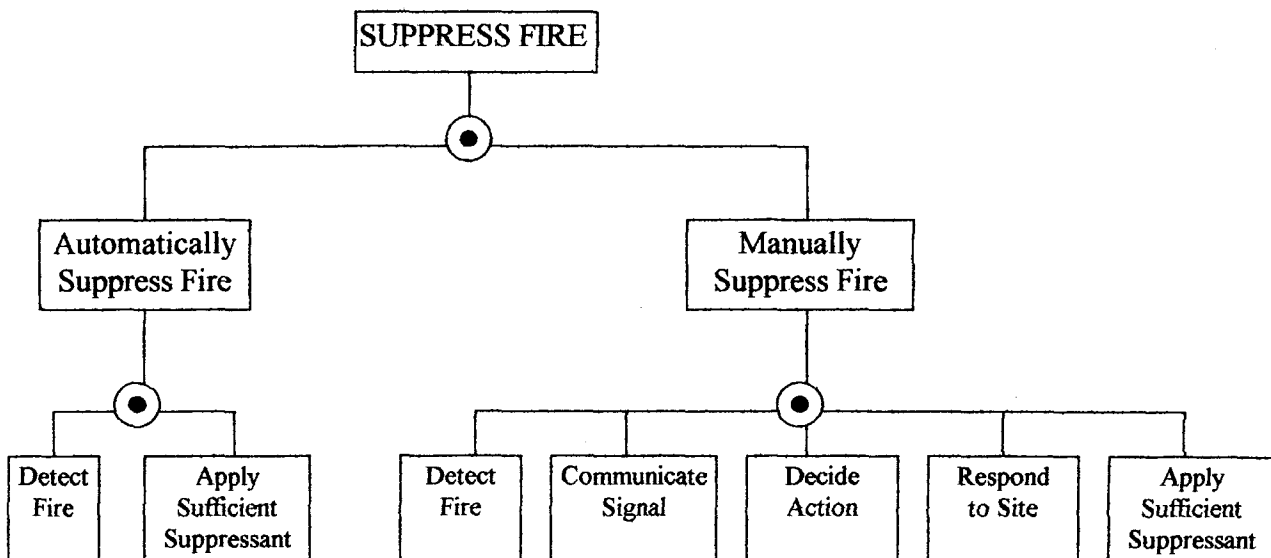 SUPPRESS FIRE
Automatically
Suppress Fire
Manually
Suppress Fire
Detect
Fire
Apply
Sufficient
Suppressant
Detect
Fire
Communicate
Signal
Decide
Action
Respond
to Site
Apply
Sufficient
Suppressant